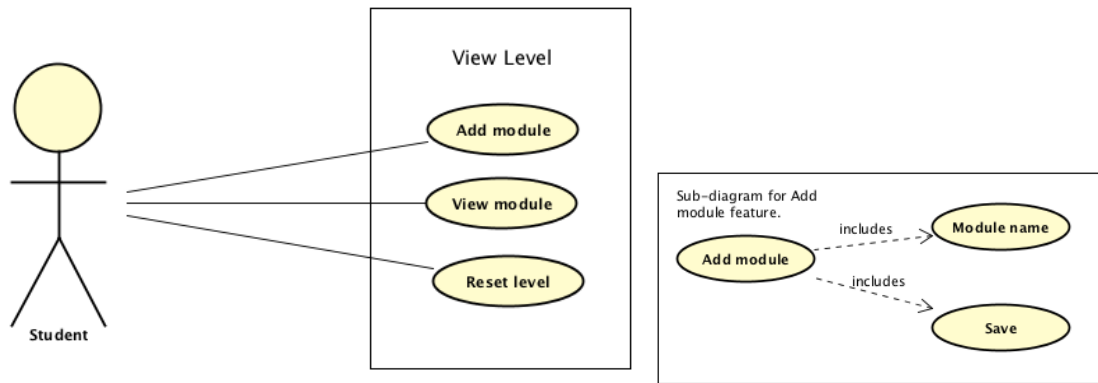 View Level
Add module
View module
Reset level
Student
Sub-diagram for Add
module feature.
includes
Module name
Add module
includes
Save